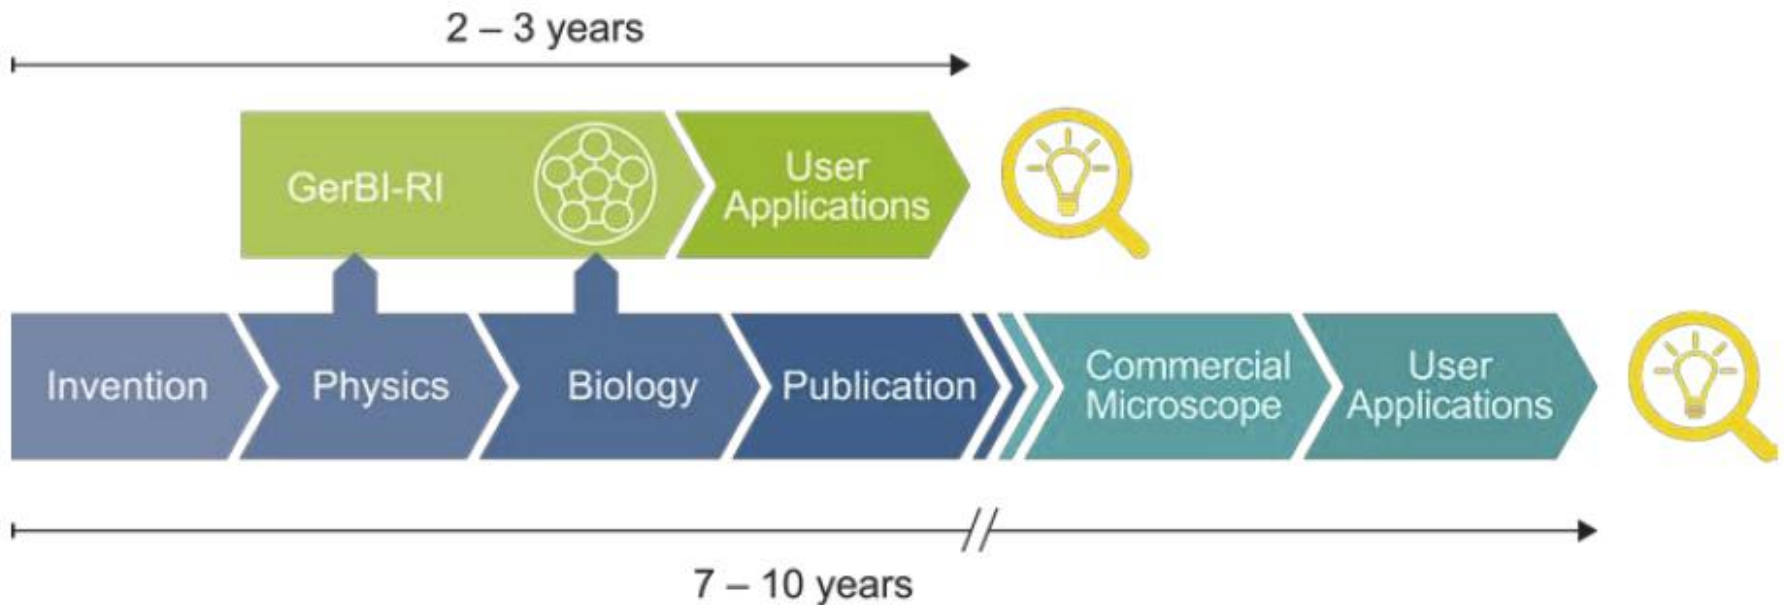 2 – 3 years
GerBI-RI
User
Applications
Invention
Physics
Biology
Publication
Commercial
Microscope
User
Applications
7 – 10 years